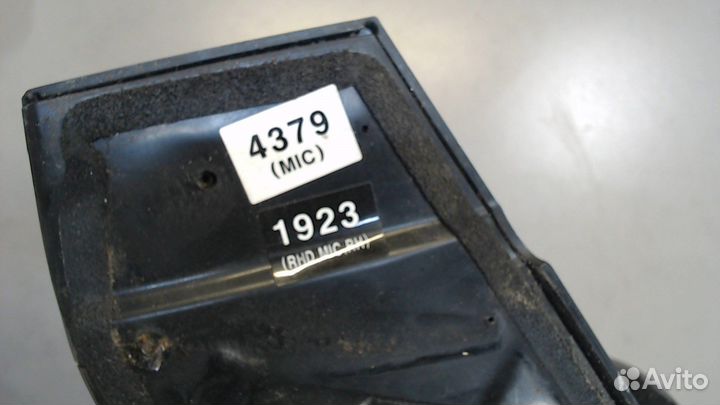 4379
(MIC)
1923
(RHD MIC RH)
Avito